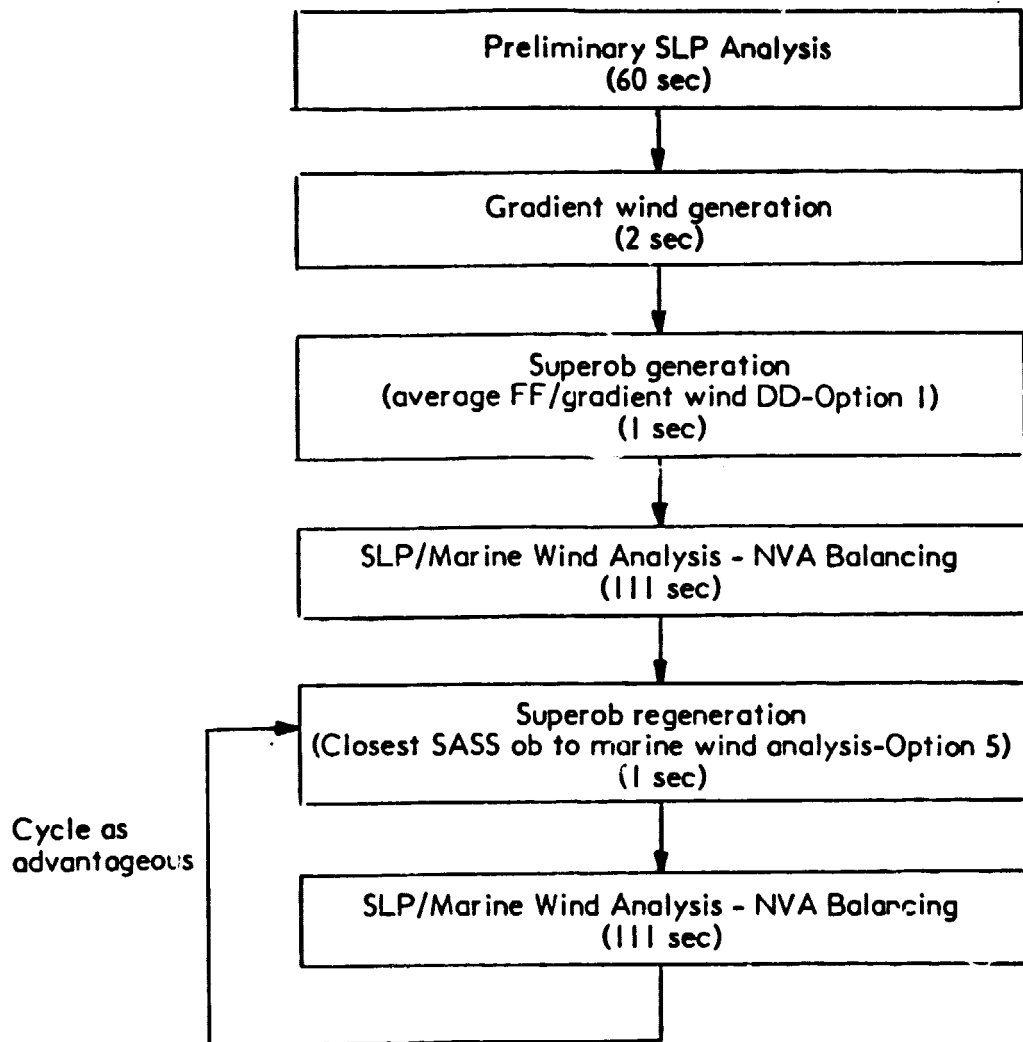 Preliminary SLP Analysis
(60 sec)
Gradient wind generation
(2 sec)
Superob generation
(average FF/gradient wind DD-Option 1)
(1 sec)
SLP/Marine Wind Analysis - NVA Balancing
(111 sec)
Superob regeneration
(Closest SASS ob to marine wind analysis-Option 5)
(1 sec)
Cycle as
advantageous
SLP/Marine Wind Analysis - NVA Balancing
(111 sec)